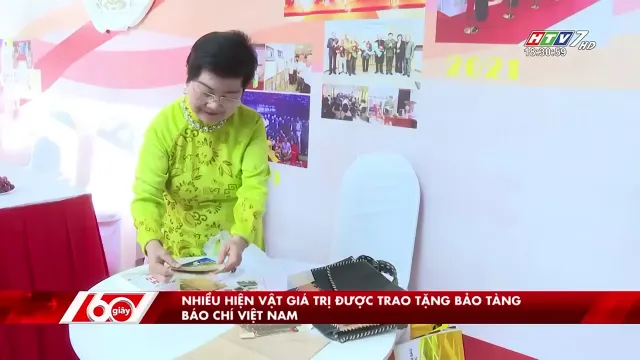 HTV7 HD
18:30:59
2021
60 giây
NHIỀU HIỆN VẬT GIÁ TRỊ ĐƯỢC TRAO TẶNG BẢO TÀNG
BÁO CHÍ VIỆT NAM